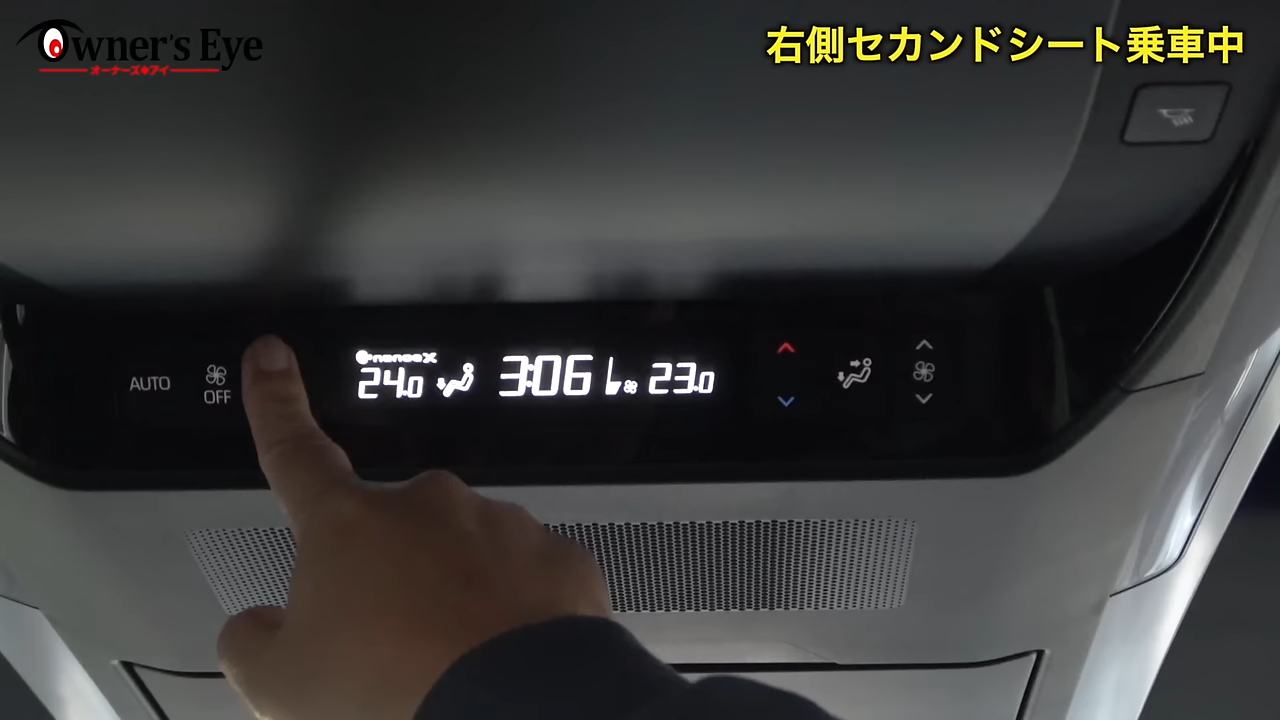 Owner's Eye
オーナーズ・アイ
右側セカンドシート乗車中
AUTO
OFF
nanoe X
24.0
3:06
23.0